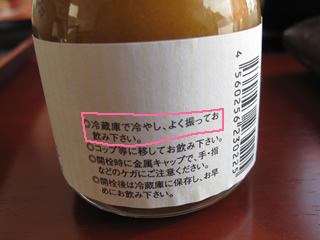 ●冷蔵庫で冷やし、よく振ってお
飲み下さい。
●コップ等に移してお飲み下さい。
●開栓時に金属キャップで、手・指
などのケガにご注意ください。
●開栓後は冷蔵庫に保存し、お早
めにお飲み下さい。
4560256232225